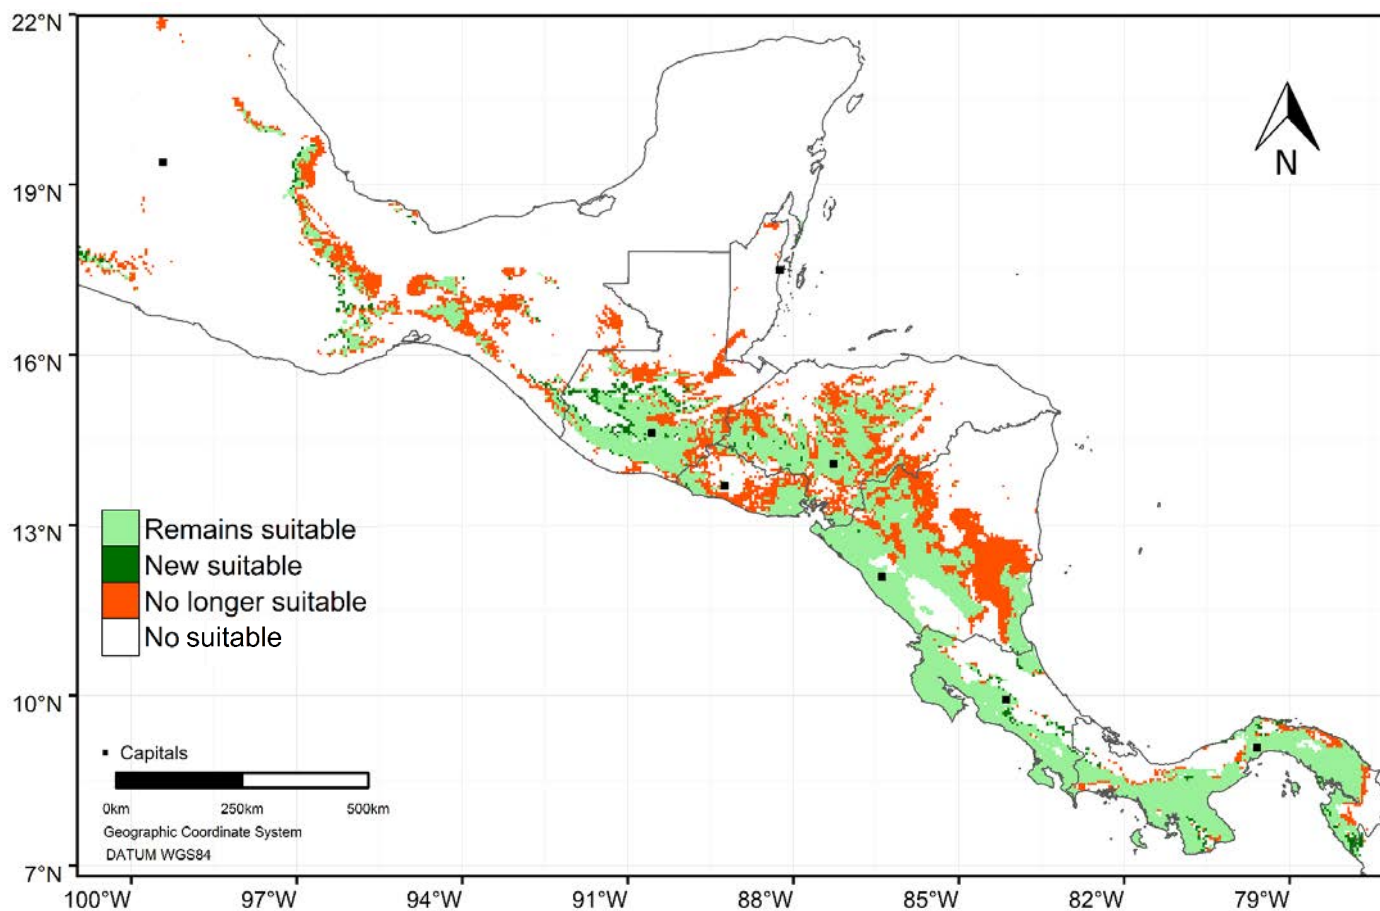 22°N
19°N
16°N
13°N
10°N
7°N
N
Remains suitable
New suitable
No longer suitable
No suitable
Capitals
0km 250km 500km
Geographic Coordinate System
DATUM WGS84
100°W 97°W 94°W 91°W 88°W 85°W 82°W 79°W